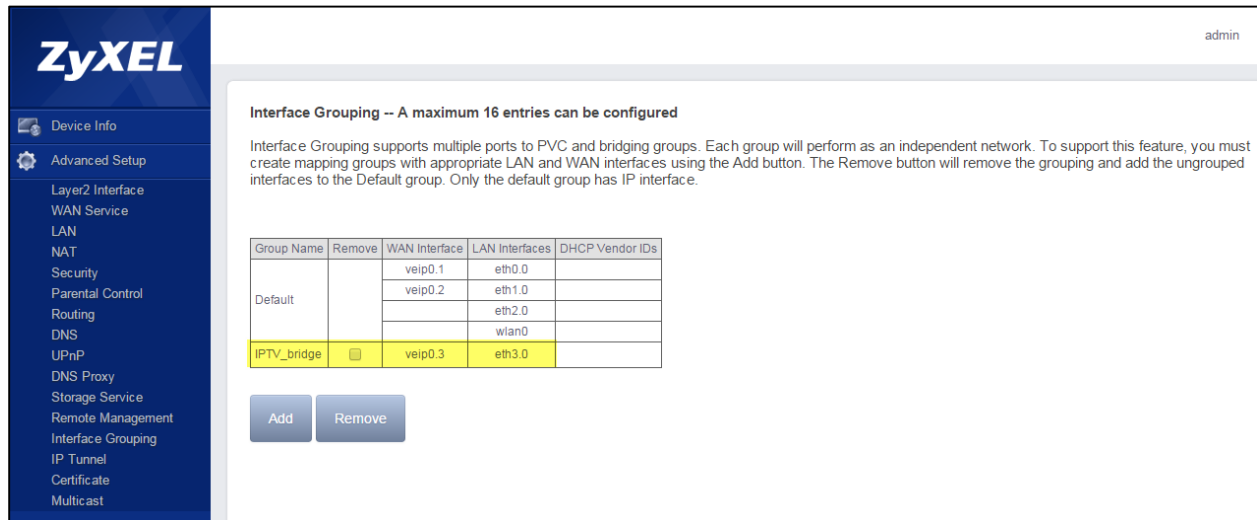 ZyXEL
admin
Device Info
Advanced Setup
Layer2 Interface
WAN Service
LAN
NAT
Security
Parental Control
Routing
DNS
UPnP
DNS Proxy
Storage Service
Remote Management
Interface Grouping
IP Tunnel
Certificate
Multicast
Interface Grouping -- A maximum 16 entries can be configured
Interface Grouping supports multiple ports to PVC and bridging groups. Each group will perform as an independent network. To support this feature, you must
create mapping groups with appropriate LAN and WAN interfaces using the Add button. The Remove button will remove the grouping and add the ungrouped
interfaces to the Default group. Only the default group has IP interface.
Group Name Remove WAN Interface LAN Interfaces DHCP Vendor IDs
Default veip0.1 eth0.0
veip0.2 eth1.0
eth2.0
wlan0
IPTV_bridge veip0.3 eth3.0
Add Remove